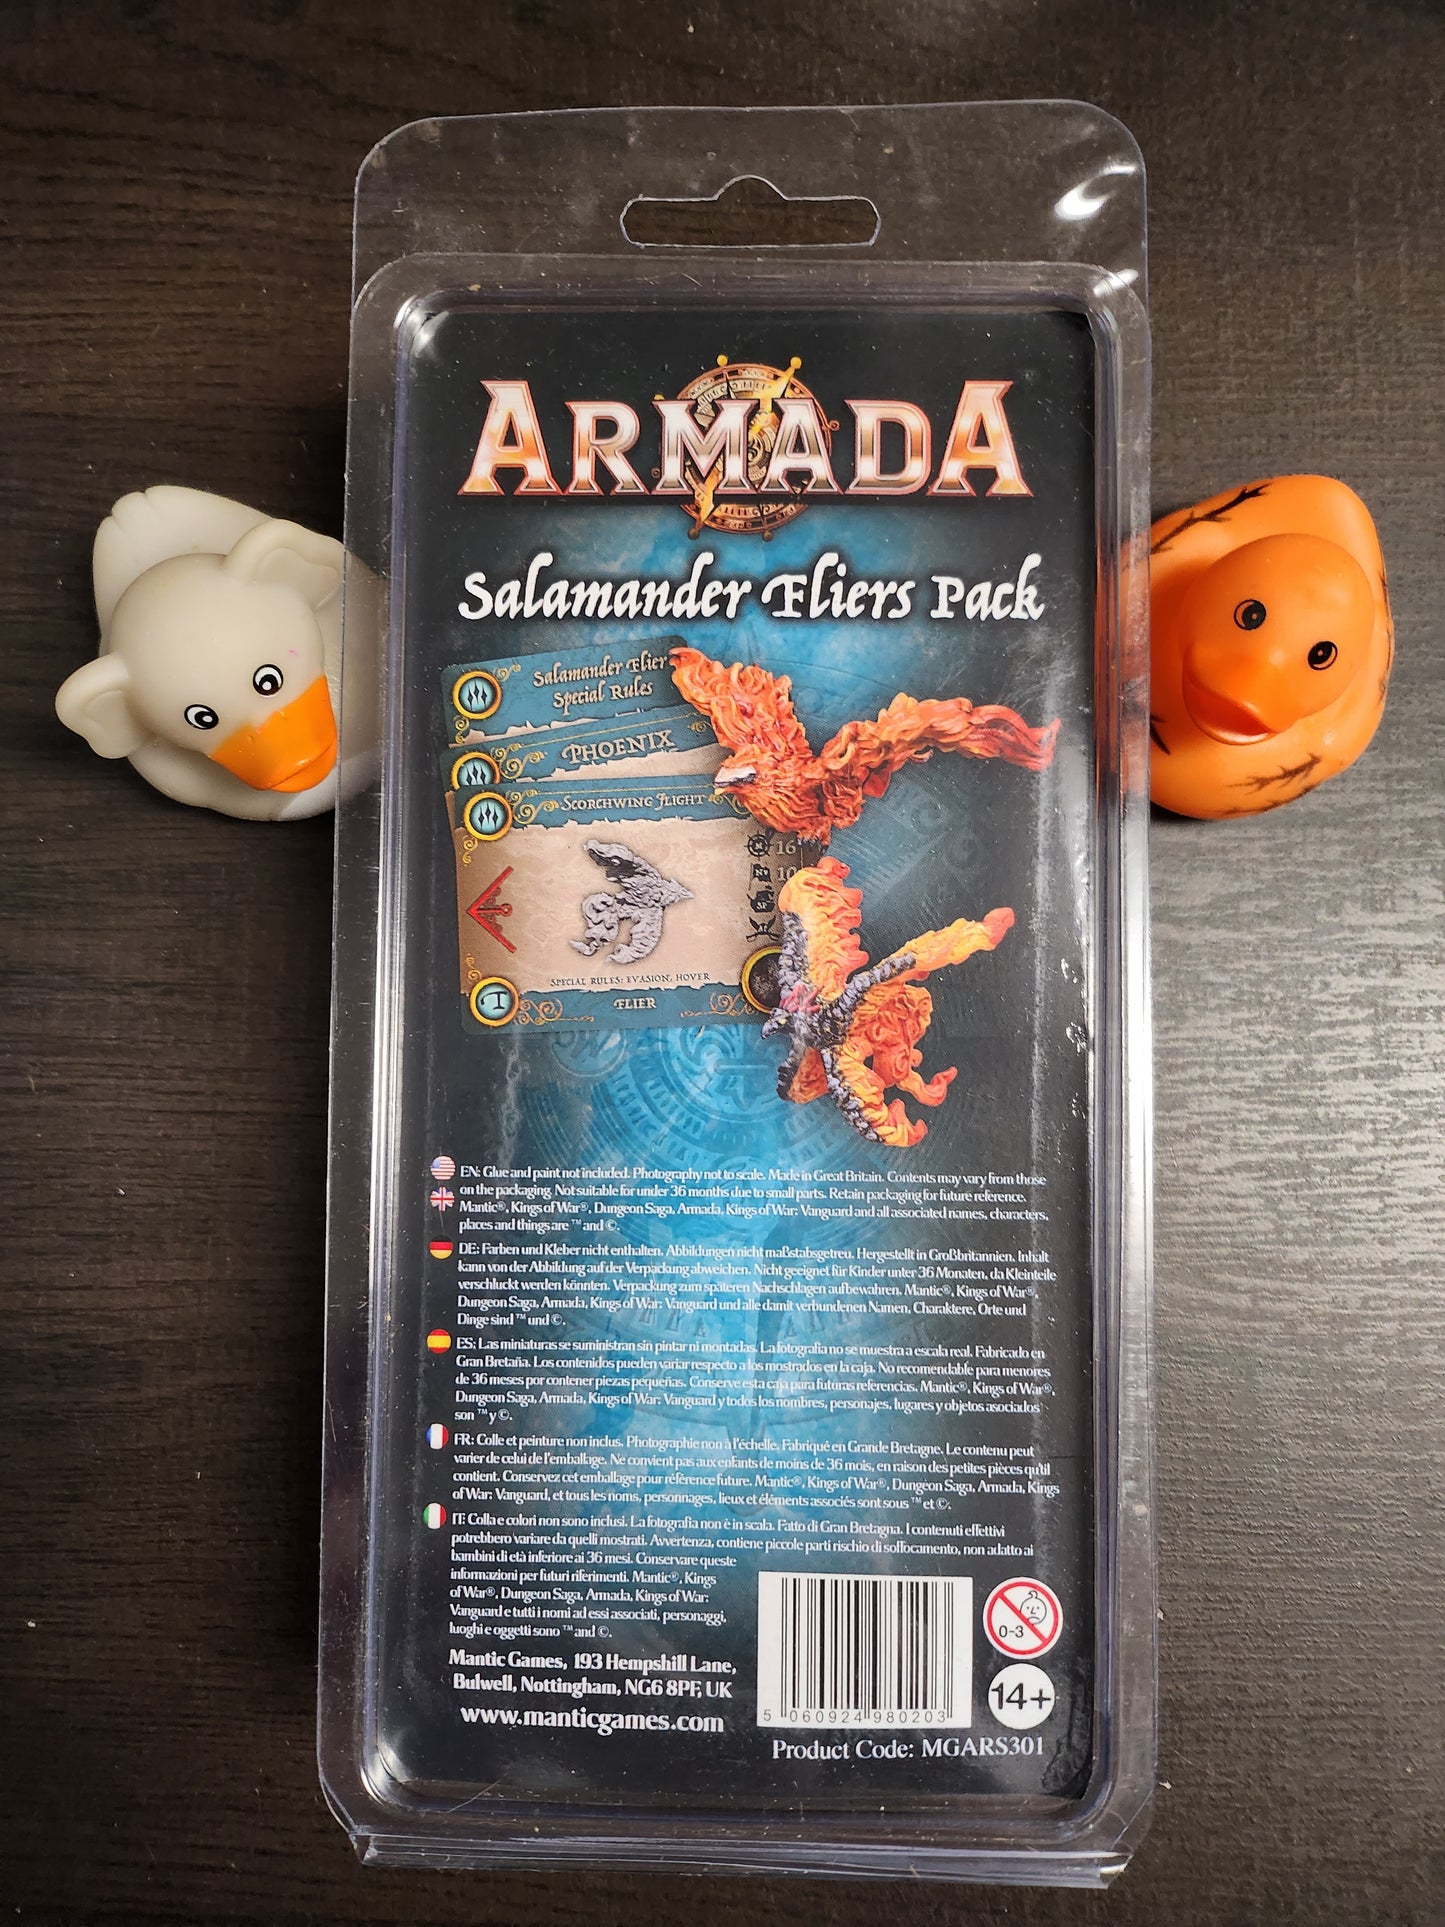 ARMADA
Salamander Fliers Pack
Salamander Flier
Special Rules
PHOENIX
SCORCHWING FLIGHT
16
NV 10
SF
SPECIAL RULES: EVASION, HOVER
T
FLIER
EN: Glue and paint not included. Photography not to scale. Made in Great Britain. Contents may vary from those
on the packaging. Not suitable for under 36 months due to small parts. Retain packaging for future reference.
Mantic®, Kings of War®, Dungeon Saga, Armada, Kings of War: Vanguard and all associated names, characters,
places and things are ™ and ©.
DE: Farben und Kleber nicht enthalten. Abbildungen nicht maßstabsgetreu. Hergestellt in Großbritannien. Inhalt
kann von der Abbildung auf der Verpackung abweichen. Nicht geeignet für Kinder unter 36 Monaten, da Kleinteile
verschluckt werden könnten. Verpackung zum späteren Nachschlagen aufbewahren. Mantic®, Kings of War®,
Dungeon Saga, Armada, Kings of War: Vanguard und alle damit verbundenen Namen, Charaktere, Orte und
Dinge sind ™ und ©.
ES: Las miniaturas se suministran sin pintar ni montadas. La fotografia no se muestra a escala real. Fabricado en
Gran Bretaña. Los contenidos pueden variar respecto a los mostrados en la caja. No recomendable para menores
de 36 meses por contener piezas pequeñas. Conserve esta caja para futuras referencias. Mantic®, Kings of War®,
Dungeon Saga, Armada, Kings of War: Vanguard y todos los nombres, personajes, lugares y objetos asociados
son ™ y ©.
FR: Colle et peinture non inclus. Photographie non à l'échelle. Fabriqué en Grande Bretagne. Le contenu peut
varier de celui de l'emballage. Ne convient pas aux enfants de moins de 36 mois, en raison des petites pièces qu'il
contient. Conservez cet emballage pour référence future. Mantic®, Kings of War®, Dungeon Saga, Armada, Kings
of War: Vanguard, et tous les noms, personnages, lieux et éléments associés sont sous ™ et ©.
IT: Colla e colori non sono inclusi. La fotografia non è in scala. Fatto di Gran Bretagna. I contenuti effettivi
potrebbero variare da quelli mostrati. Avvertenza, contiene piccole parti rischio di soffocamento, non adatto ai
bambini di età inferiore ai 36 mesi. Conservare queste
informazioni per futuri riferimenti. Mantic®, Kings
of War®, Dungeon Saga, Armada, Kings of War:
Vanguard e tutti i nomi ad essi associati, personaggi,
luoghi e oggetti sono ™ and ©.
Mantic Games, 193 Hempshill Lane,
Bulwell, Nottingham, NG6 8PF, UK
www.manticgames.com
5 060924 980203
0-3
14+
Product Code: MGARS301